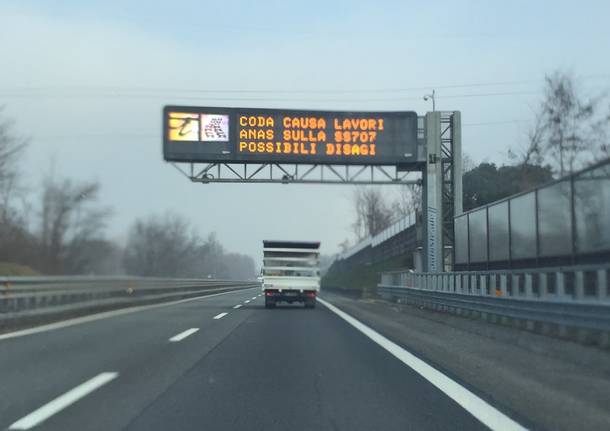 i
CODA CAUSA LAVORI
ANAS SULLA SS707
POSSIBILI DISAGI